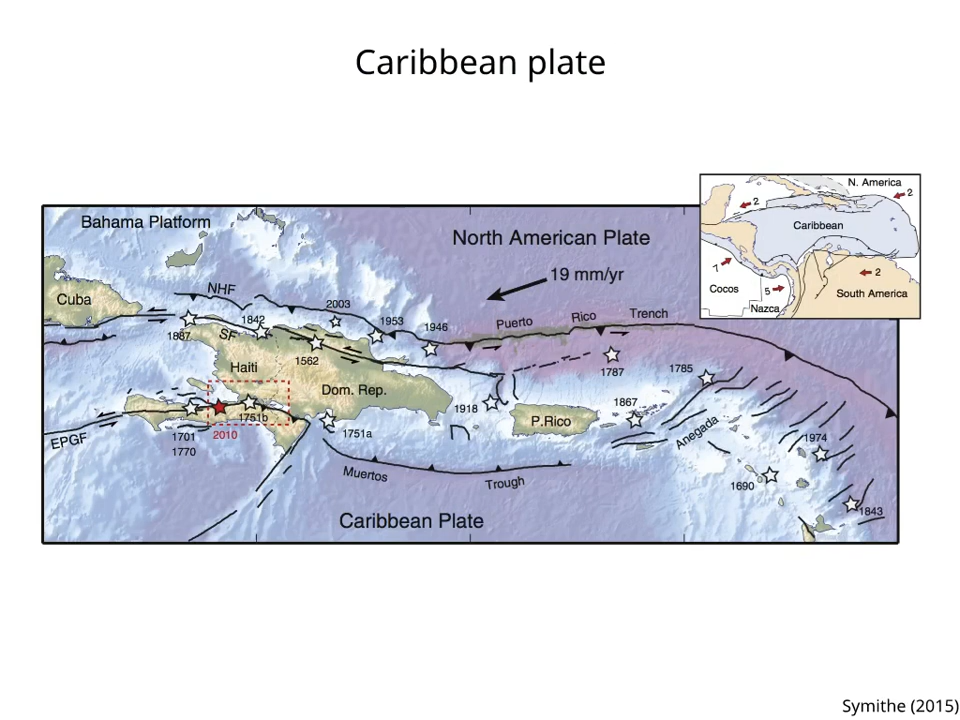 Caribbean plate
N. America
2
2
Caribbean
7
2
5
Cocos
South America
Nazca
Bahama Platform
North American Plate
19 mm/yr
NHF
Cuba
2003
1842
1953
1946
Puerto Rico Trench
1887
SF
1562
Haiti
Dom. Rep.
1787
1785
1918
P.Rico
1867
1751b
1701
2010
1751a
EPGF
1770
Anegada
1974
Muertos Trough
1690
1843
Caribbean Plate
Symithe (2015)